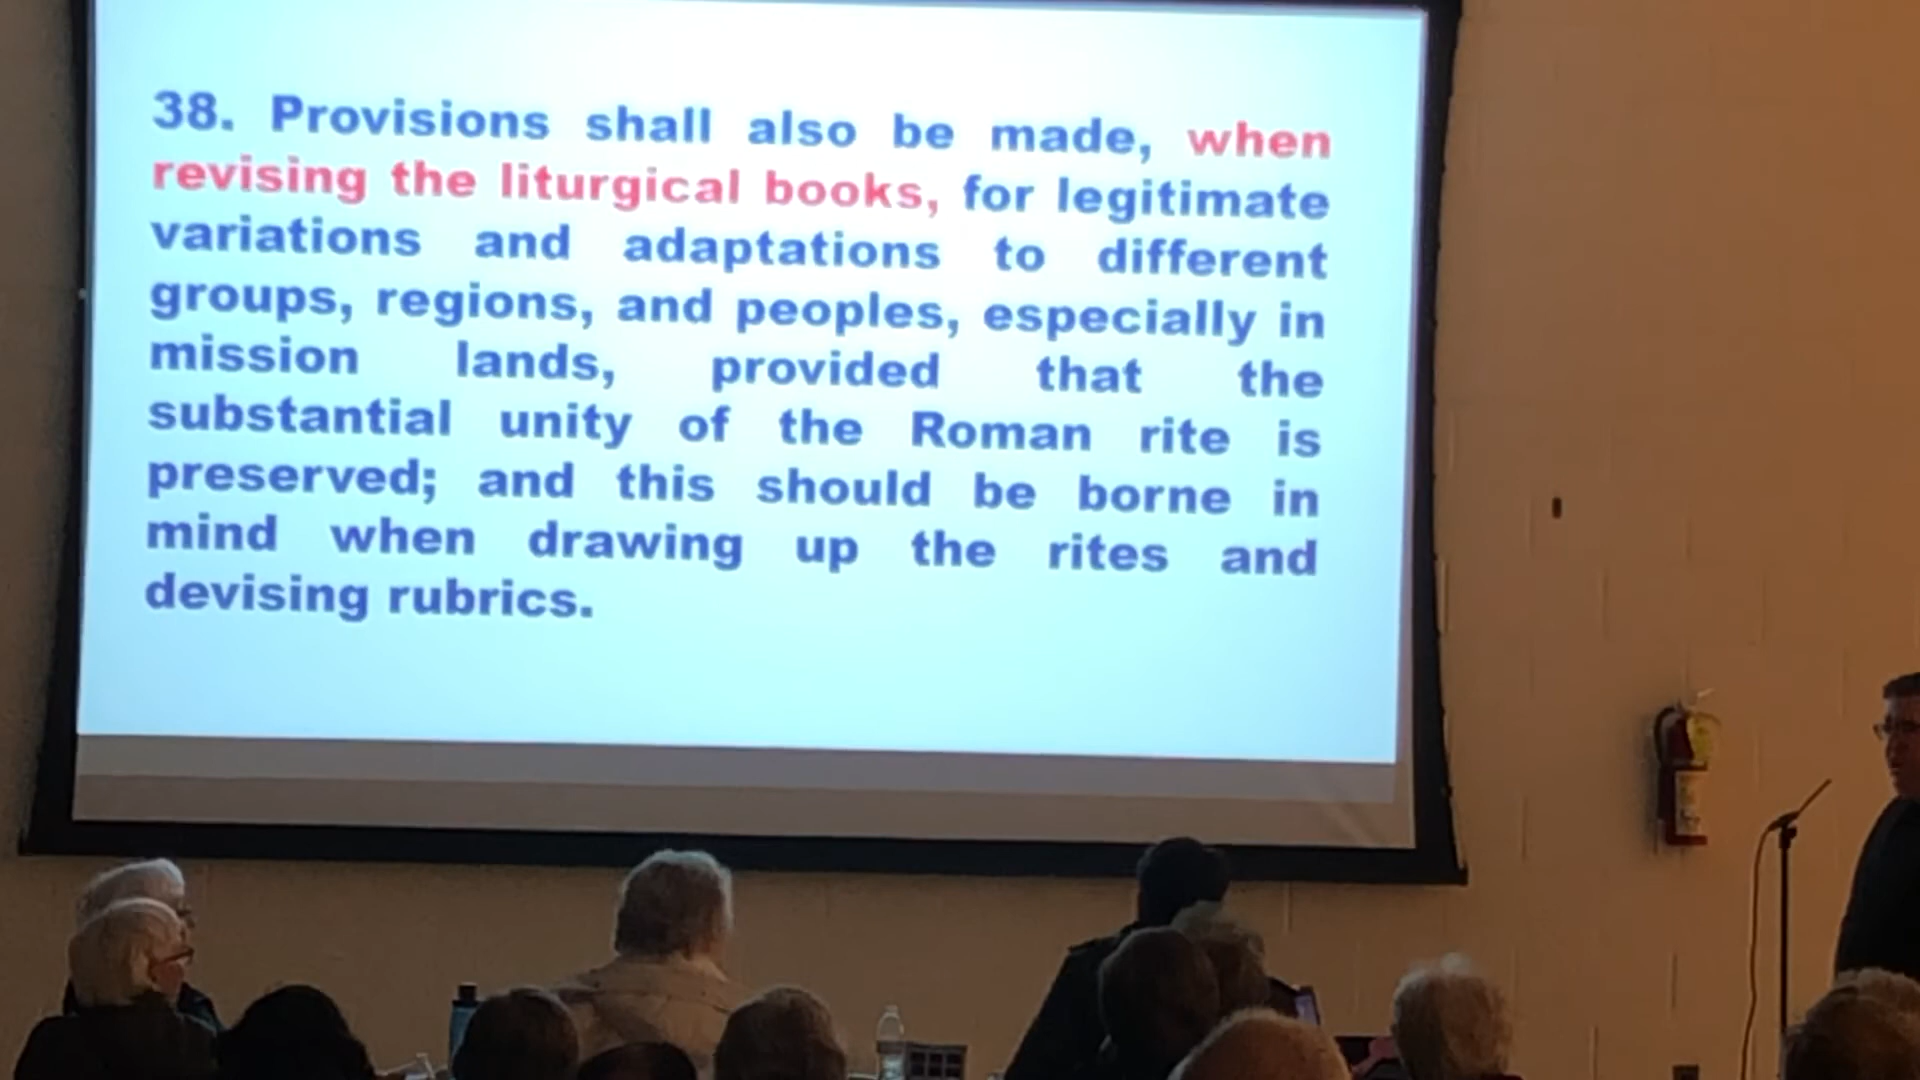 38. Provisions shall also be made, when
revising the liturgical books, for legitimate
variations and adaptations to different
groups, regions, and peoples, especially in
mission lands, provided that the
substantial unity of the Roman rite is
preserved; and this should be borne in
mind when drawing up the rites and
devising rubrics.